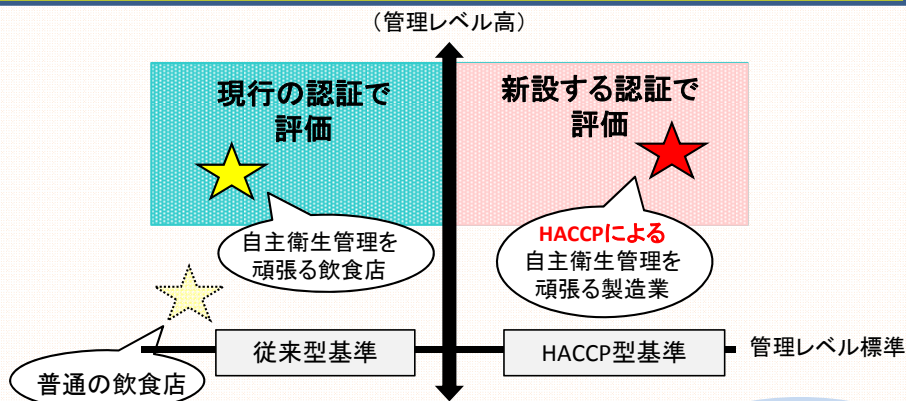 （管理レベル高）
現行の認証で
評価
新設する認証で
評価
自主衛生管理を
頑張る飲食店
HACCPによる
自主衛生管理を
頑張る製造業
従来型基準
HACCP型基準
管理レベル標準
普通の飲食店